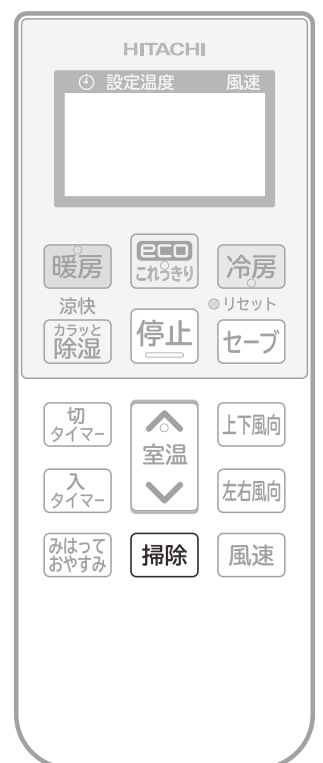 HITACHI
設定温度 風速
暖房
eco
これっきり
冷房
涼快
カラッと
除湿
停止
リセット
セーブ
切
タイマー
室温
上下風向
入
タイマー
左右風向
みはって
おやすみ
掃除
風速